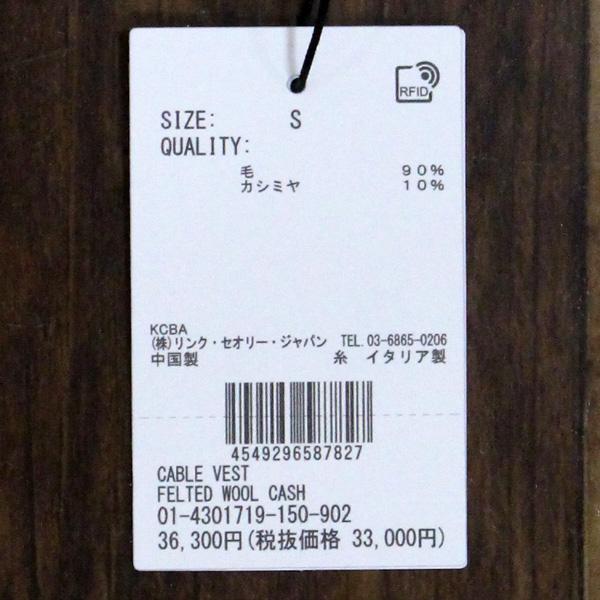 RFID
SIZE: S
QUALITY:
毛 90%
カシミヤ 10%
KCBA
(株)リンク・セオリー・ジャパン TEL.03-6865-0206
中国製 糸 イタリア製
4549296587827
CABLE VEST
FELTED WOOL CASH
01-4301719-150-902
36,300円(税抜価格 33,000円)